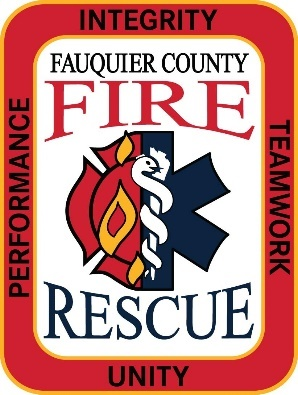 INTEGRITY
FAUQUIER COUNTY
FIRE
PERFORMANCE
TEAMWORK
RESCUE
UNITY